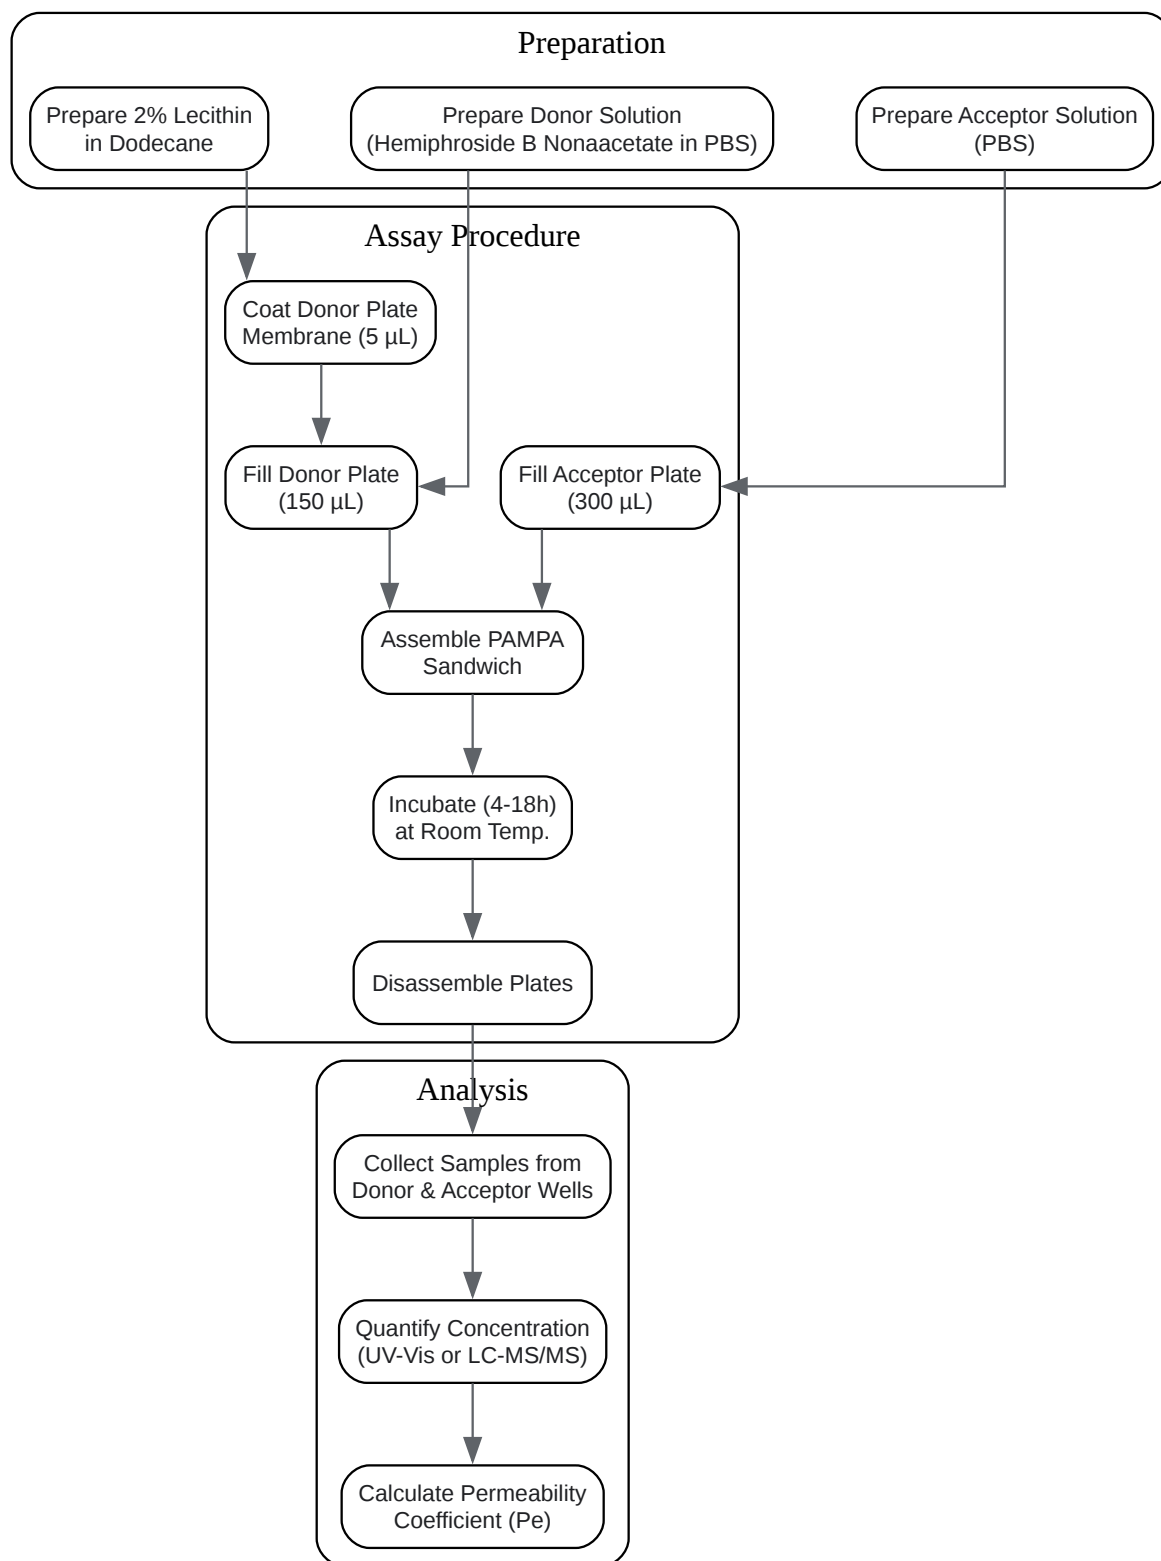 Preparation
Prepare 2% Lecithin
in Dodecane
Prepare Donor Solution
(Hemiphroside B Nonaacetate in PBS)
Prepare Acceptor Solution
(PBS)
Assay Procedure
Coat Donor Plate
Membrane (5 µL)
Fill Donor Plate
(150 µL)
Fill Acceptor Plate
(300 µL)
Assemble PAMPA
Sandwich
Incubate (4-18h)
at Room Temp.
Disassemble Plates
Analysis
Collect Samples from
Donor & Acceptor Wells
Quantify Concentration
(UV-Vis or LC-MS/MS)
Calculate Permeability
Coefficient (Pe)